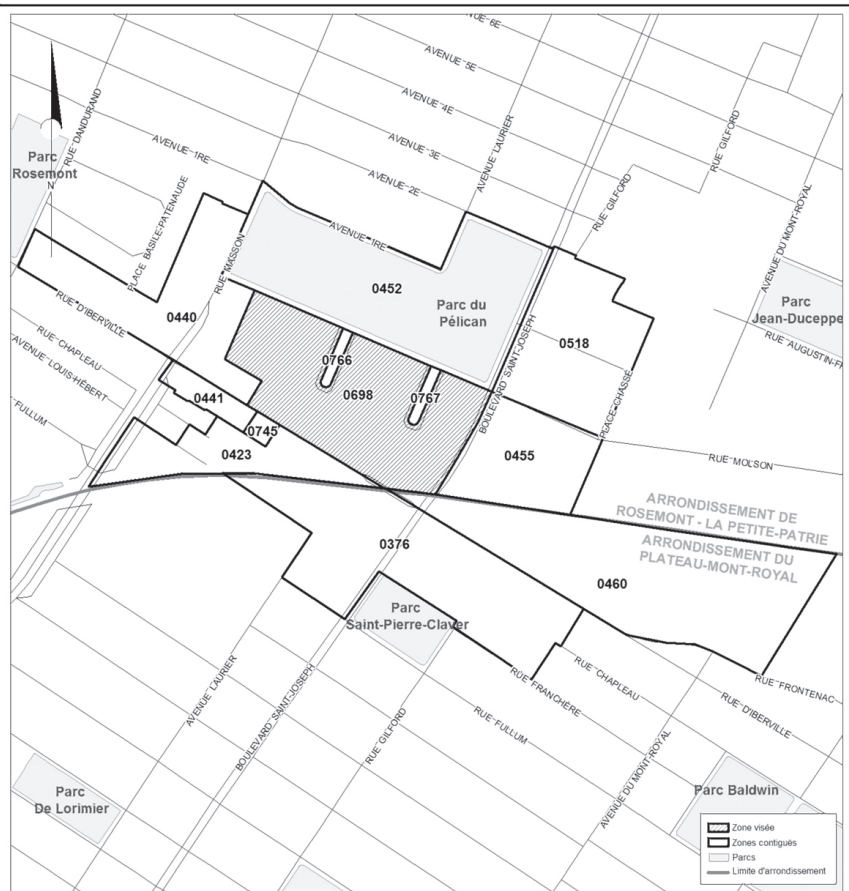 AVENUE 6E
AVENUE 5E
AVENUE 4E
AVENUE 3E
AVENUE 2E
AVENUE 1RE
AVENUE LAURIER
RUE GILFORD
RUE GILFORD
AVENUE DU MONT-ROYAL
RUE DANDURAND
Parc
Rosemont
N
PLACE BASILE-PATENAUDE
RUE MASSON
AVENUE 1RE
0452
Parc du
Pélican
Parc
Jean-Duceppe
RUE AUGUSTIN-FR
0440
RUE D'IBERVILLE
RUE CHAPLEAU
AVENUE LOUIS-HÉBERT
FULLUM
0766
0698
0767
BOULEVARD SAINT-JOSEPH
0518
PLACE CHASSÉ
0441
0745
0423
0455
RUE MOLSON
ARRONDISSEMENT DE
ROSEMONT - LA PETITE-PATRIE
ARRONDISSEMENT DU
PLATEAU-MONT-ROYAL
0376
0460
Parc
Saint-Pierre-Claver
AVENUE LAURIER
BOULEVARD SAINT-JOSEPH
RUE GILFORD
RUE FULLUM
RUE FRANCHÈRE
RUE CHAPLEAU
RUE D'IBERVILLE
RUE FRONTENAC
AVENUE DU MONT-ROYAL
Parc
De Lorimier
Parc Baldwin
Zone visée
Zones contiguës
Parcs
Limite d'arrondissement